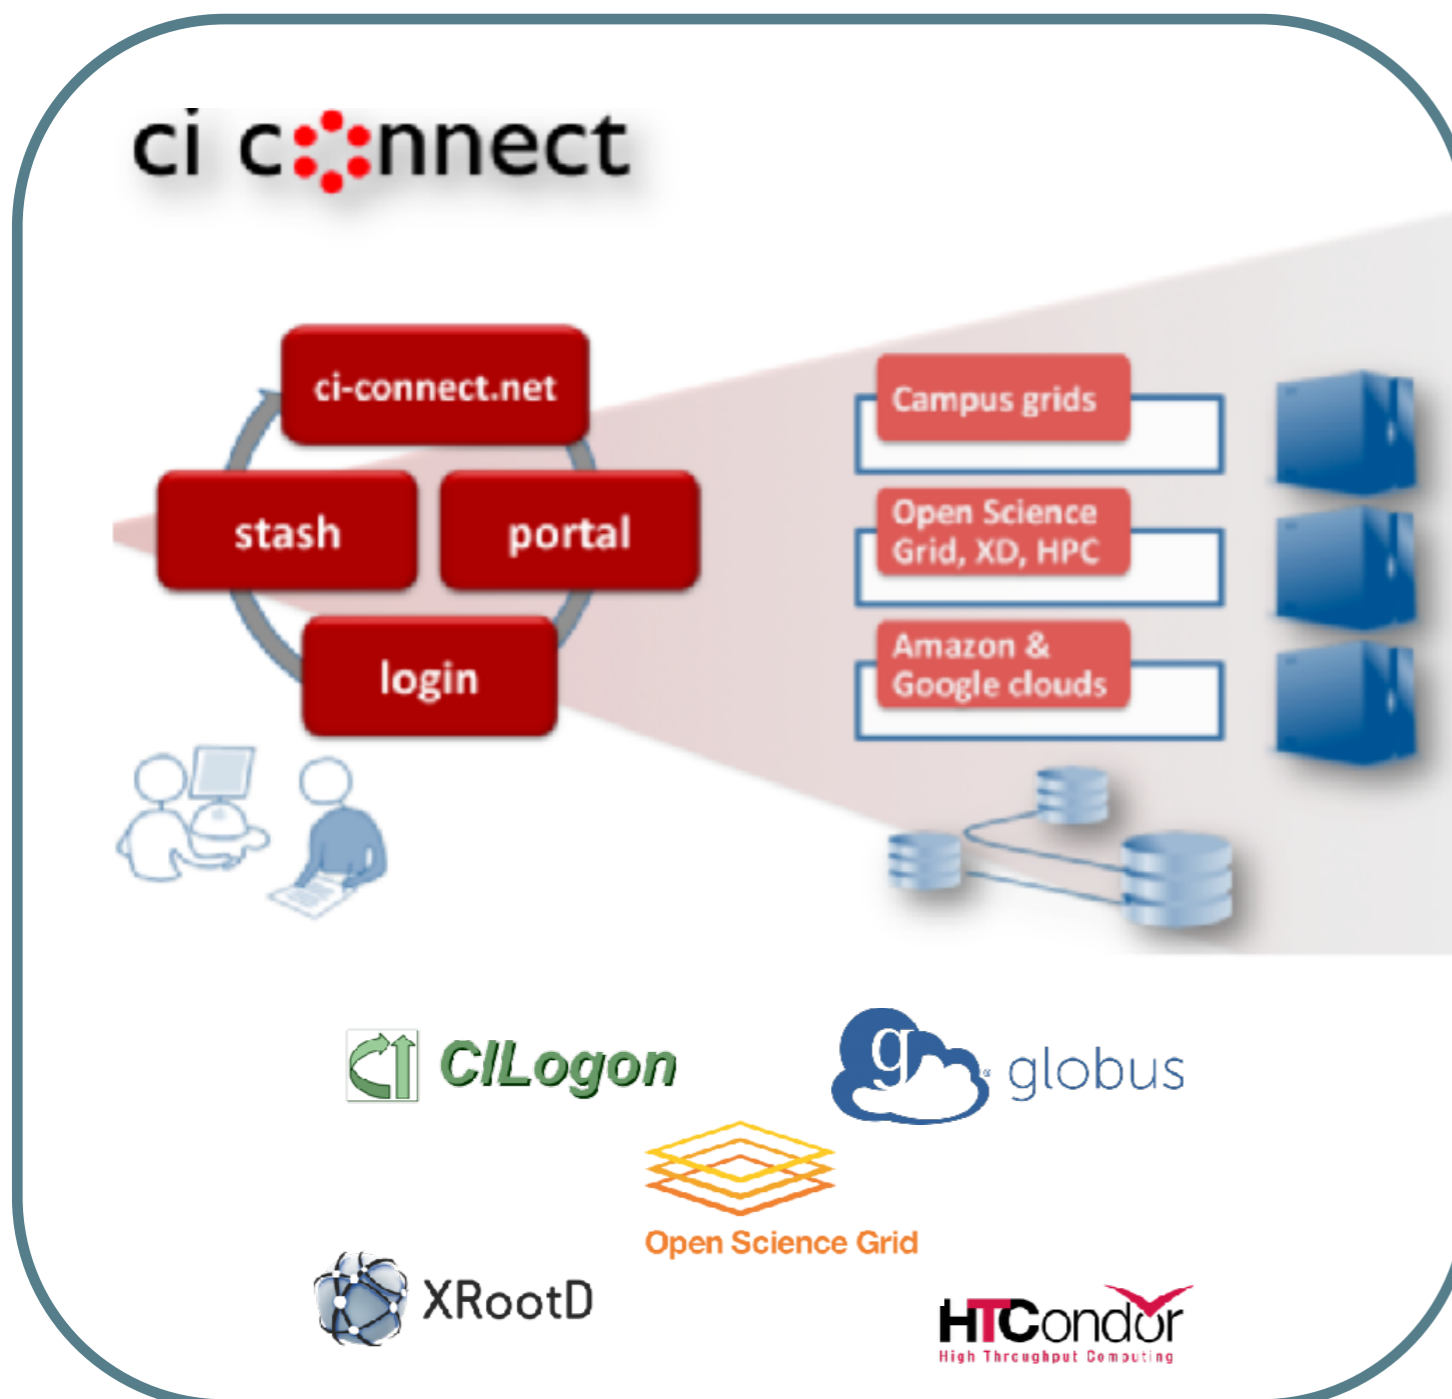 ci connect
ci-connect.net
stash
portal
login
Campus grids
Open Science
Grid, XD, HPC
Amazon &
Google clouds
CILogon
g
® globus
Open Science Grid
XRootD
HTCondor
High Throughput Computing